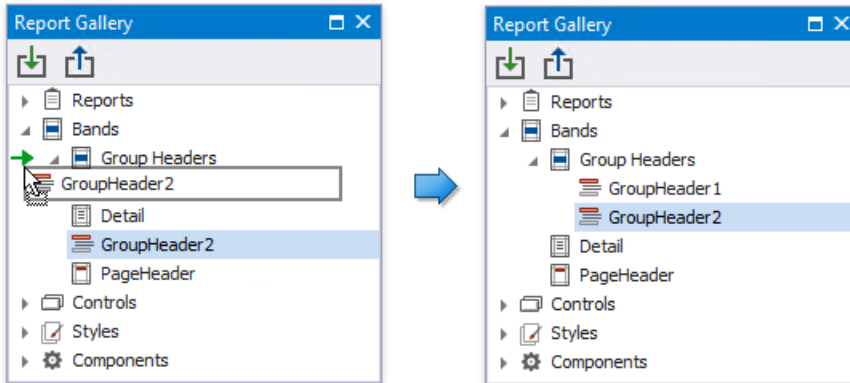 Report Gallery
Reports
Bands
Group Headers
GroupHeader2
Detail
GroupHeader2
PageHeader
Controls
Styles
Components
Report Gallery
Reports
Bands
Group Headers
GroupHeader1
GroupHeader2
Detail
PageHeader
Controls
Styles
Components